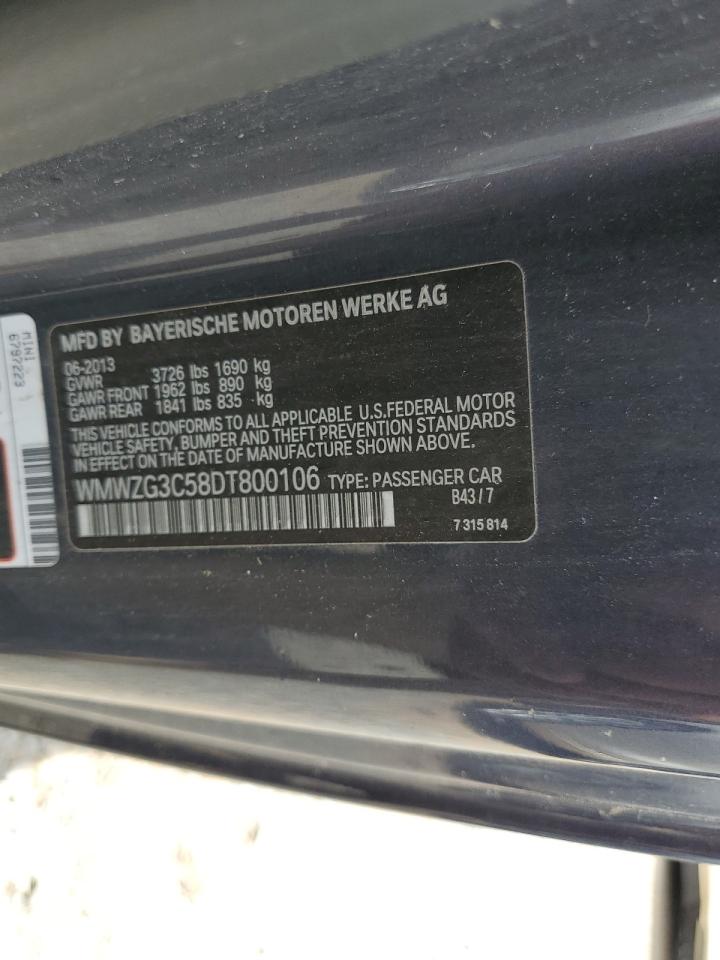 MFD BY BAYERISCHE MOTOREN WERKE AG
06-2013
GVWR 3726 lbs 1690 kg
GAWR FRONT 1962 lbs 890 kg
GAWR REAR 1841 lbs 835 kg
THIS VEHICLE CONFORMS TO ALL APPLICABLE U.S.FEDERAL MOTOR
VEHICLE SAFETY, BUMPER AND THEFT PREVENTION STANDARDS
IN EFFECT ON THE DATE OF MANUFACTURE SHOWN ABOVE.
WMWZG3C58DT800106 TYPE: PASSENGER CAR
B43 / 7
7 315 814
MINI
6797223